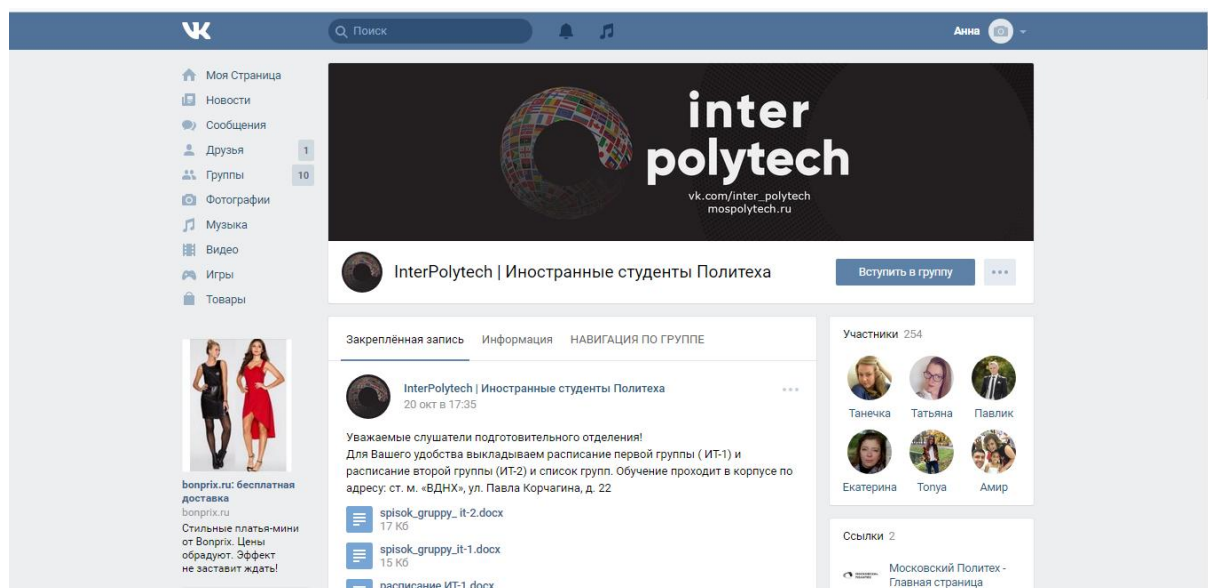 Поиск
Анна
Моя Страница
Новости
Сообщения
Друзья 1
Группы 10
Фотографии
Музыка
Видео
Игры
Товары
inter
polytech
vk.com/inter_polytech
mospolytech.ru
InterPolytech | Иностранные студенты Политеха
Вступить в группу
Закреплённая запись Информация НАВИГАЦИЯ ПО ГРУППЕ
InterPolytech | Иностранные студенты Политеха
20 окт в 17:35
Уважаемые слушатели подготовительного отделения!
Для Вашего удобства выкладываем расписание первой группы ( ИТ-1) и
расписание второй группы (ИТ-2) и список групп. Обучение проходит в корпусе по
адресу: ст. м. «ВДНХ», ул. Павла Корчагина, д. 22
spisok_gruppy_ it-2.docx
17 Кб
spisok_gruppy_it-1.docx
15 Кб
расписание ИТ-1.docx
Участники 254
Танечка Татьяна Павлик
Екатерина Tonya Амир
Ссылки 2
Московский Политех -
Главная страница
bonprix.ru: бесплатная
доставка
bonprix.ru
Стильные платья-мини
от Bonprix. Цены
обрадуют. Эффект
не заставит ждать!